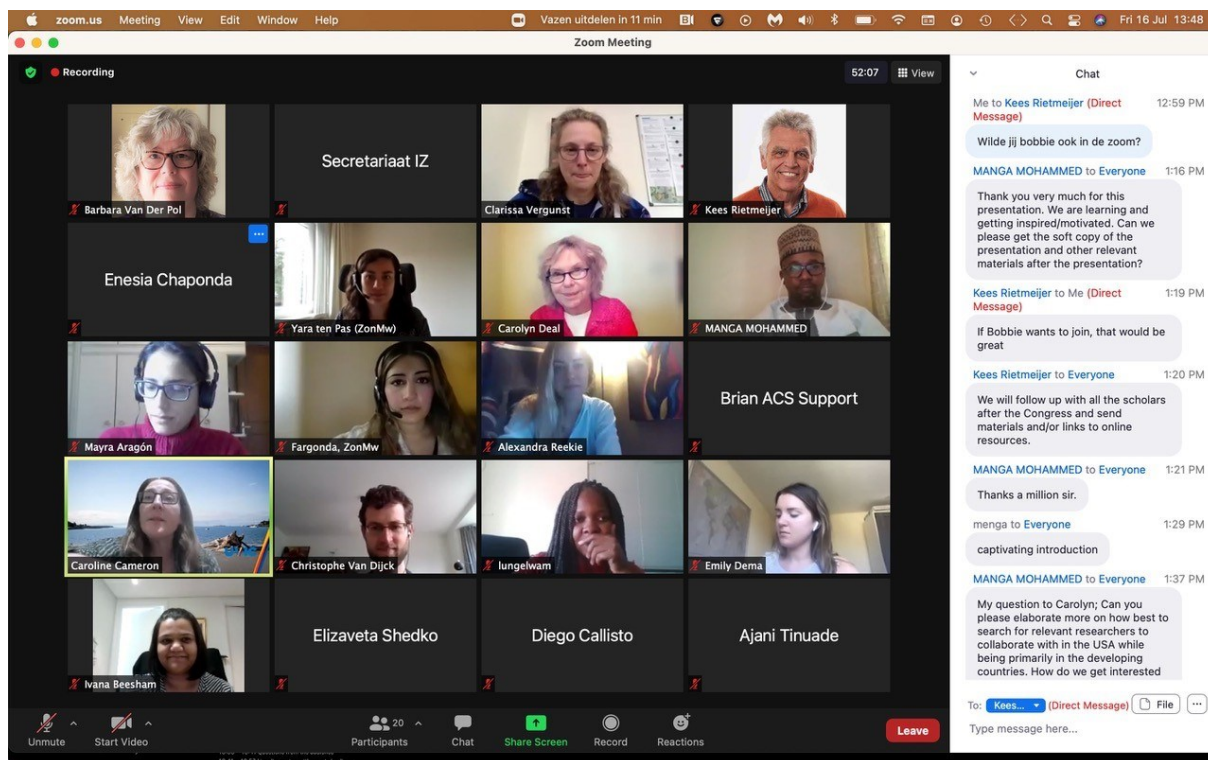 zoom.us Meeting View Edit Window Help Vazen uitdelen in 11 min Fri 16 Jul 13:48
Zoom Meeting
Recording 52:07 View
Barbara Van Der Pol
Secretariaat IZ
Clarissa Vergunst
Kees Rietmeijer
Enesia Chaponda
Yara ten Pas (ZonMw)
Carolyn Deal
MANGA MOHAMMED
Mayra Aragón
Fargonda, ZonMw
Alexandra Reekie
Brian ACS Support
Caroline Cameron
Christophe Van Dijck
lungelwam
Emily Dema
Ivana Beesham
Elizaveta Shedko
Diego Callisto
Ajani Tinuade
Unmute Start Video 20 Participants Chat Share Screen Record Reactions Leave
Chat
Me to Kees Rietmeijer (Direct 12:59 PM
Message)
Wilde jij bobbie ook in de zoom?
MANGA MOHAMMED to Everyone 1:16 PM
Thank you very much for this
presentation. We are learning and
getting inspired/motivated. Can we
please get the soft copy of the
presentation and other relevant
materials after the presentation?
Kees Rietmeijer to Me (Direct 1:19 PM
Message)
If Bobbie wants to join, that would be
great
Kees Rietmeijer to Everyone 1:20 PM
We will follow up with all the scholars
after the Congress and send
materials and/or links to online
resources.
MANGA MOHAMMED to Everyone 1:21 PM
Thanks a million sir.
menga to Everyone 1:29 PM
captivating introduction
MANGA MOHAMMED to Everyone 1:37 PM
My question to Carolyn; Can you
please elaborate more on how best to
search for relevant researchers to
collaborate with in the USA while
being primarily in the developing
countries. How do we get interested
To: Kees... (Direct Message) File
Type message here...